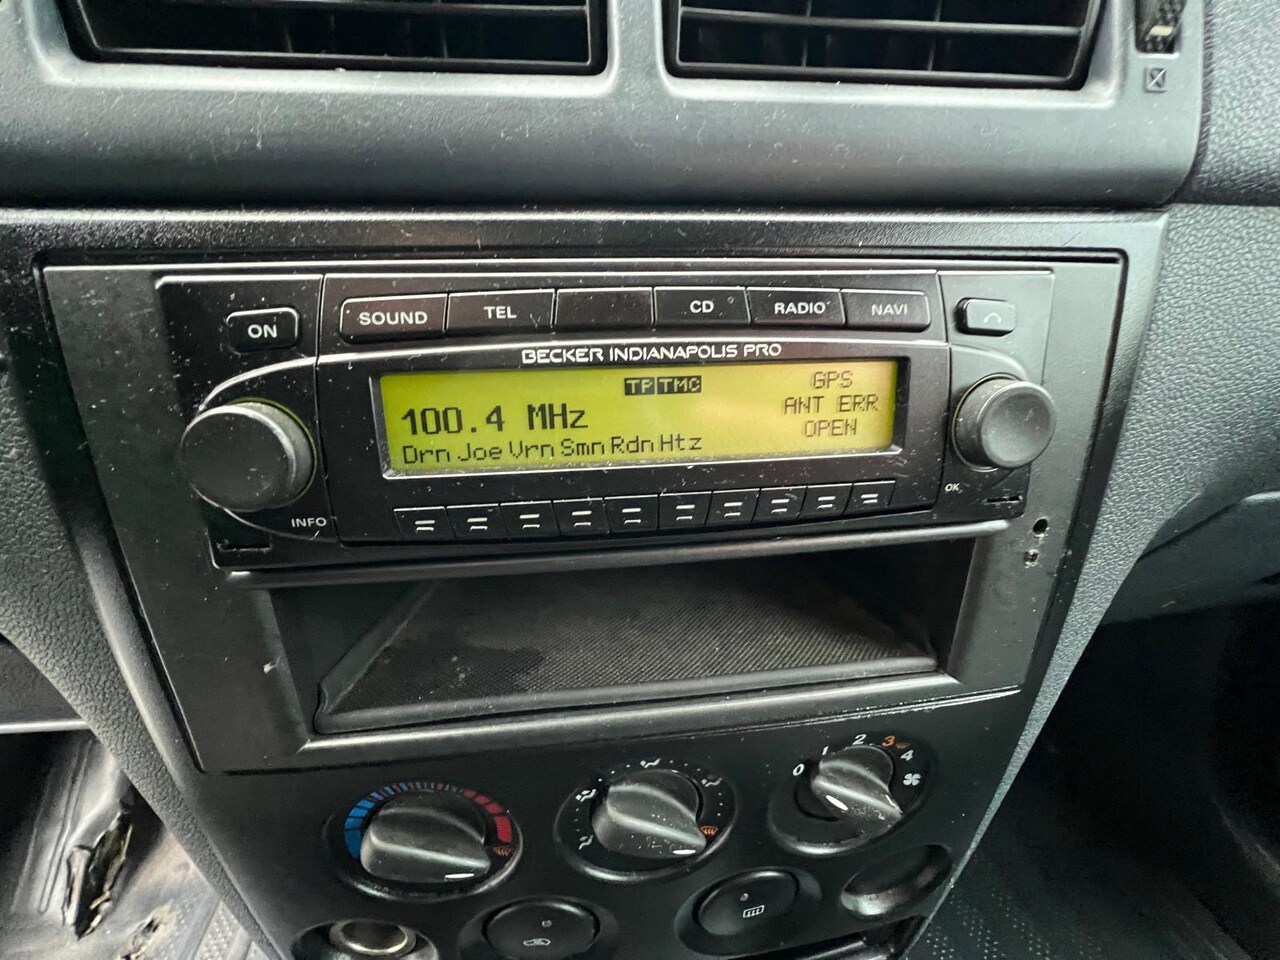 ON
SOUND
TEL
CD
RADIO
NAVI
BECKER INDIANAPOLIS PRO
TP TMC
GPS
100.4 MHz
ANT ERR
OPEN
Drn Joe Vrn Smn Rdn Htz
INFO
OK
0 1 2 3 4